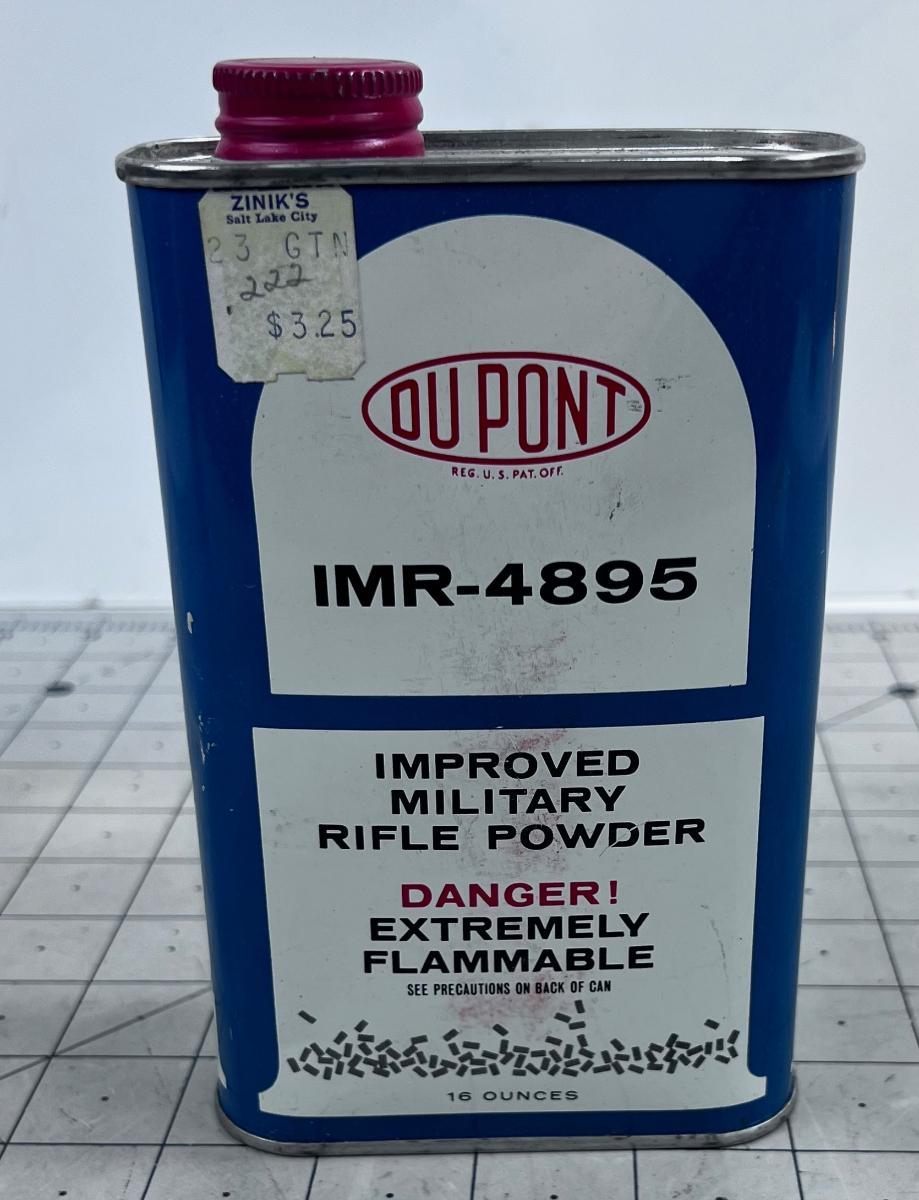 ZINIK'S
Salt Lake City
23 GTN
.222
$3.25
DU PONT
REG. U. S. PAT. OFF.
IMR-4895
IMPROVED
MILITARY
RIFLE POWDER
DANGER!
EXTREMELY
FLAMMABLE
SEE PRECAUTIONS ON BACK OF CAN
16 OUNCES